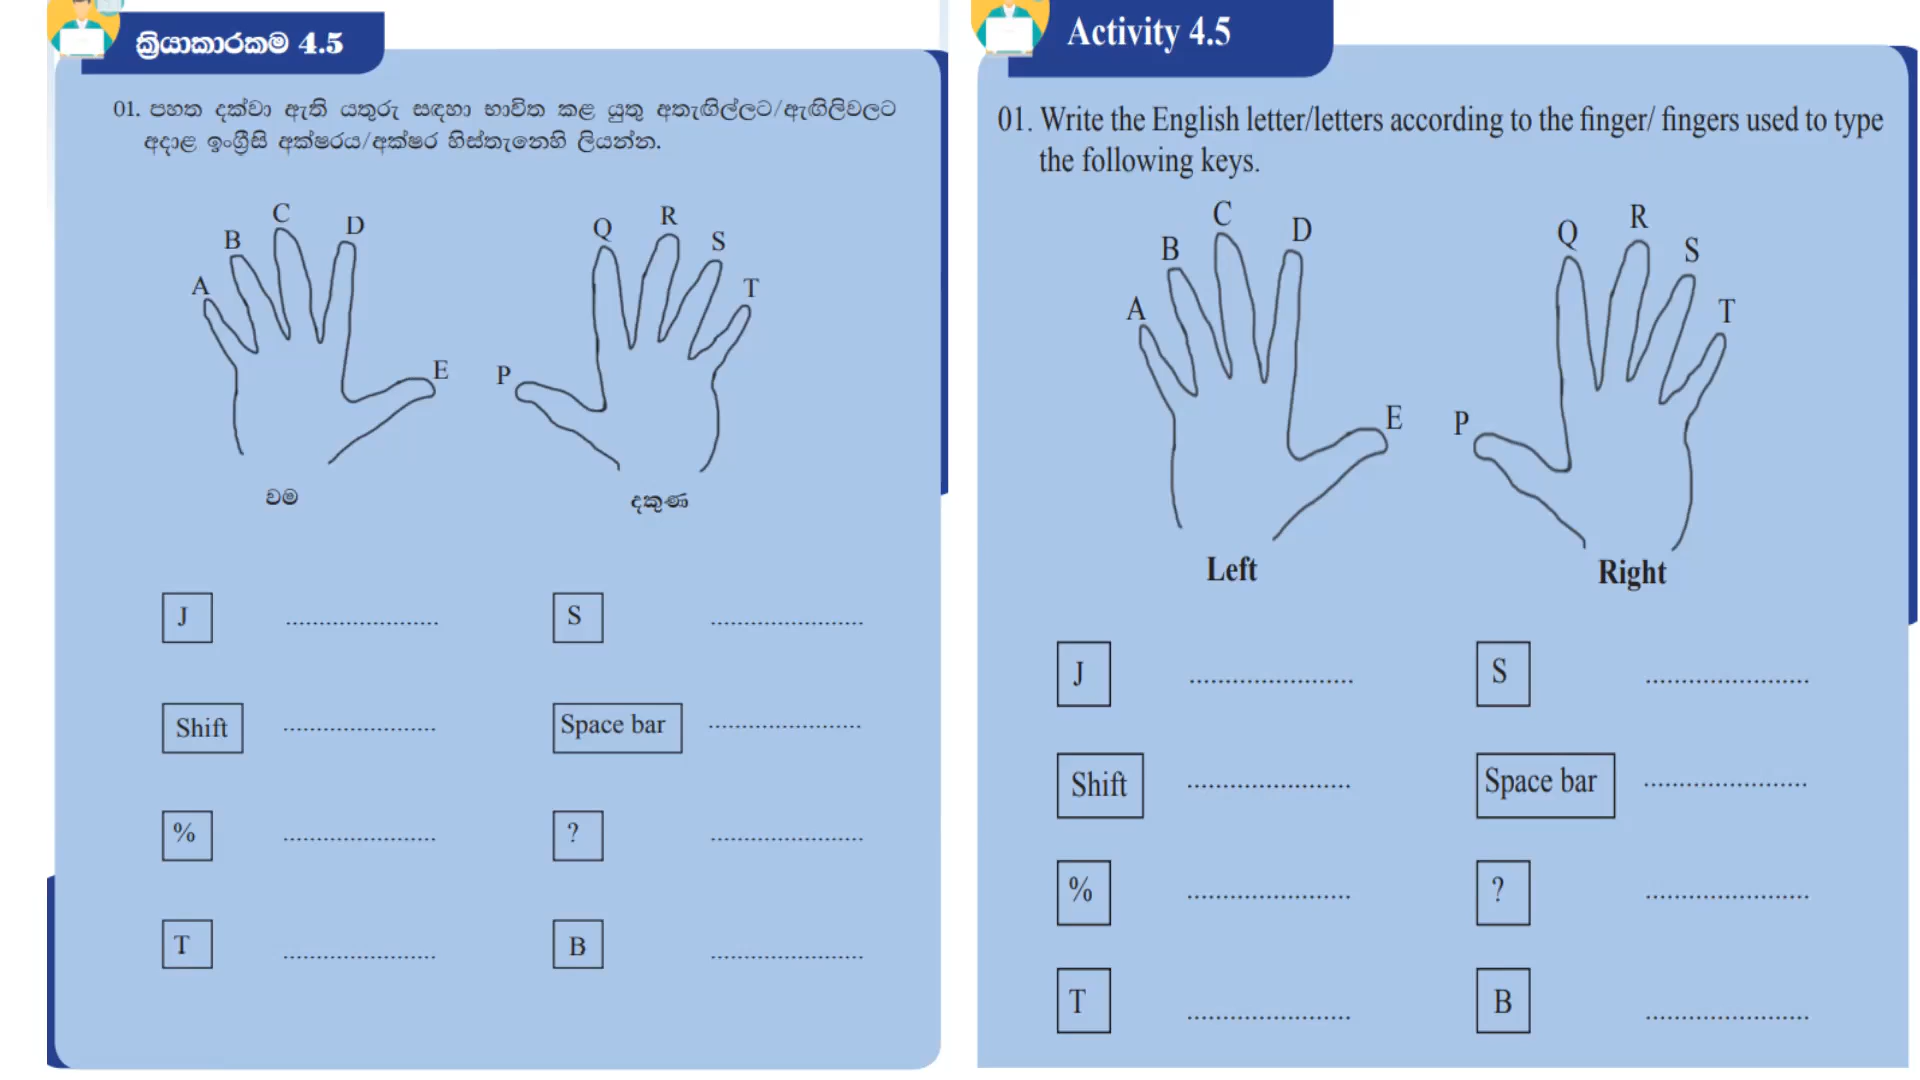 ක්‍රියාකාරකම 4.5
01. පහත දක්වා ඇති යතුරු සඳහා භාවිත කළ යුතු අතැඟිල්ලට/ඇඟිලිවලට
අදාළ ඉංග්‍රීසි අක්ෂරය/අක්ෂර හිස්තැනෙහි ලියන්න.
A
B
C
D
E
P
Q
R
S
T
වම
දකුණ
J ........................ S ........................
Shift ........................ Space bar ........................
% ........................ ? ........................
T ........................ B ........................
Activity 4.5
01. Write the English letter/letters according to the finger/ fingers used to type
the following keys.
A
B
C
D
E
P
Q
R
S
T
Left
Right
J ........................ S ........................
Shift ........................ Space bar ........................
% ........................ ? ........................
T ........................ B ........................